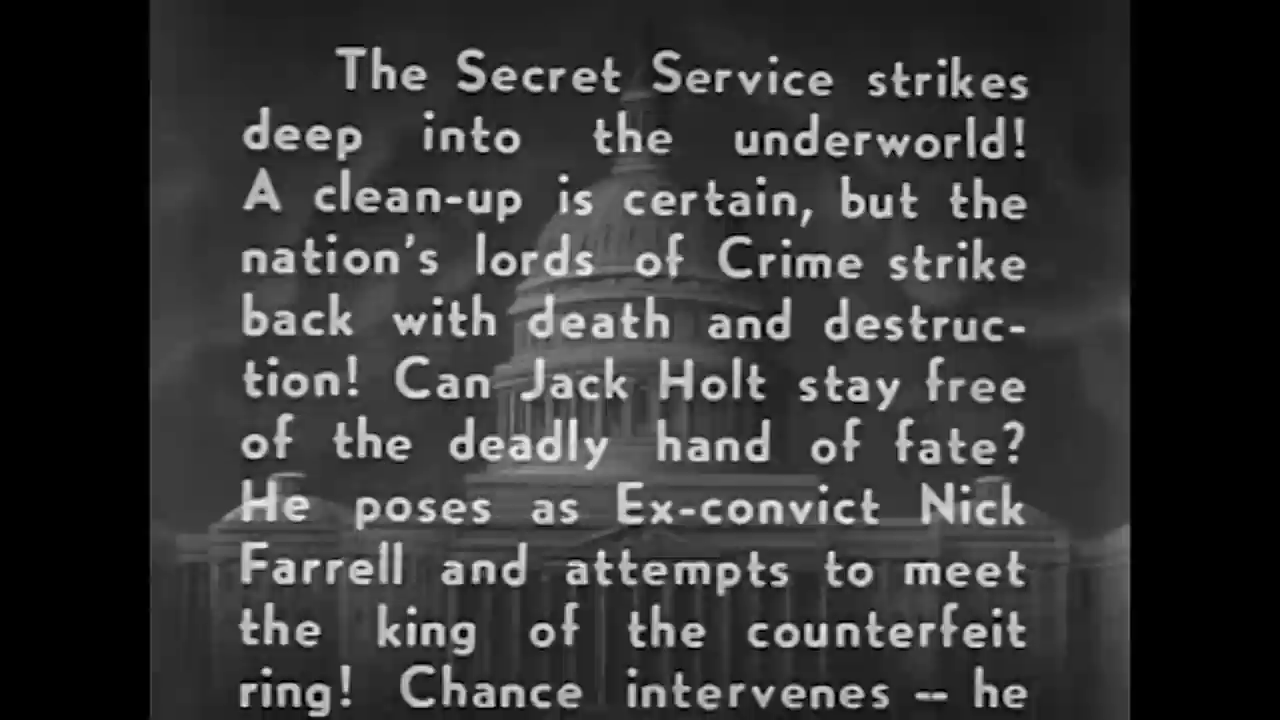 The Secret Service strikes
deep into the underworld!
A clean-up is certain, but the
nation's lords of Crime strike
back with death and destruc-
tion! Can Jack Holt stay free
of the deadly hand of fate?
He poses as Ex-convict Nick
Farrell and attempts to meet
the king of the counterfeit
ring! Chance intervenes -- he